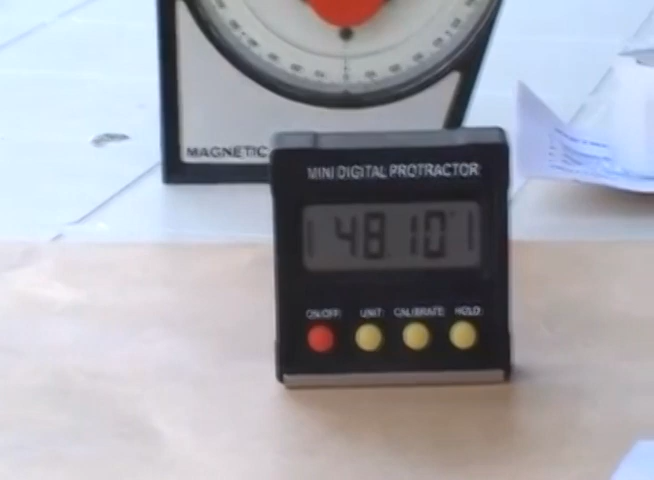 MAGNETIC
MINI DIGITAL PROTRACTOR
48.10°
ON/OFF UNIT CALIBRATE HOLD